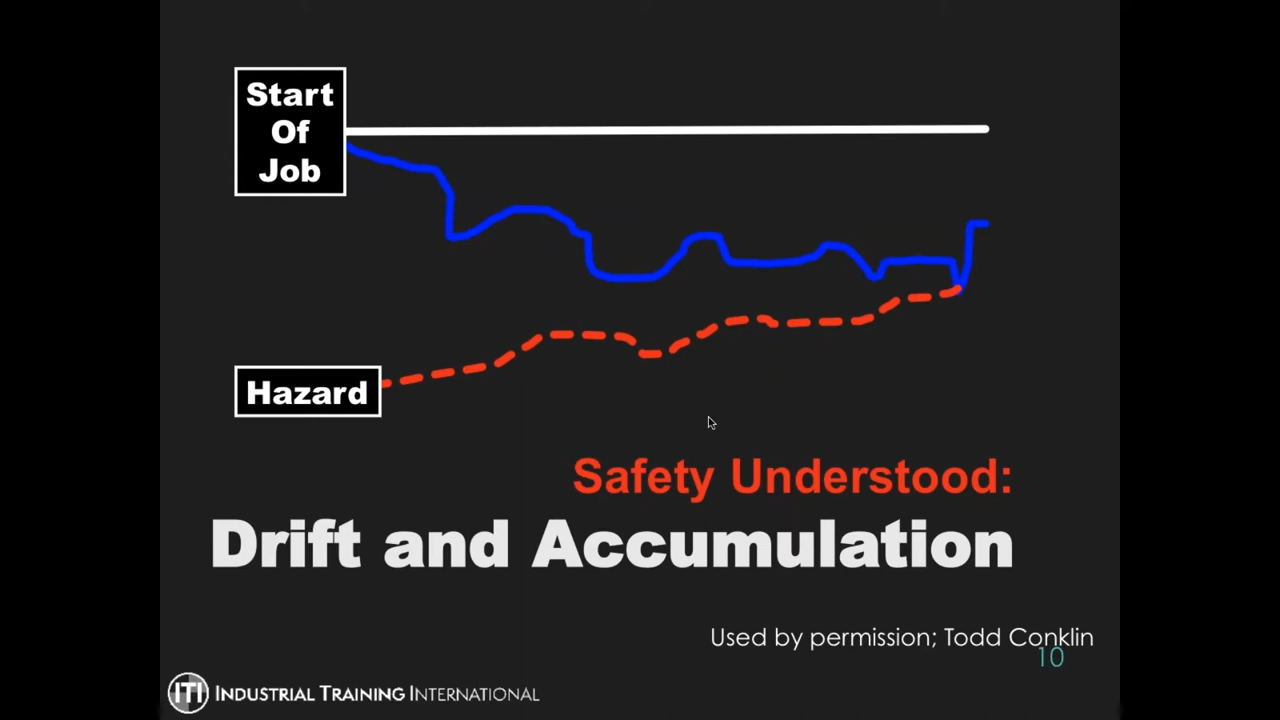 Start
Of
Job
Hazard
Safety Understood:
Drift and Accumulation
Used by permission; Todd Conklin
10
ITI INDUSTRIAL TRAINING INTERNATIONAL